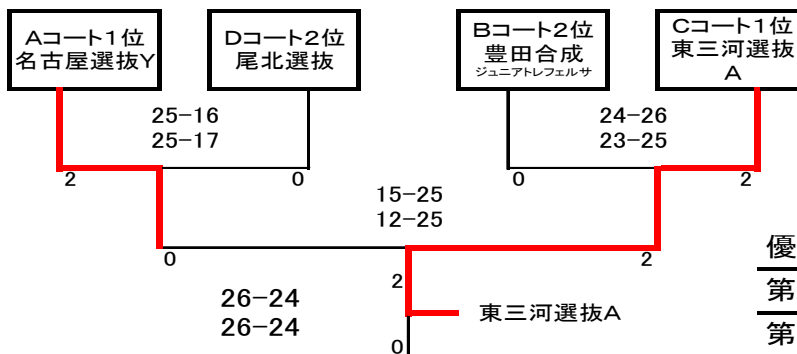 Aコート1位
名古屋選抜Y
Dコート2位
尾北選抜
Bコート2位
豊田合成
ジュニアトレフェルサ
Cコート1位
東三河選抜
A
25-16
25-17
24-26
23-25
2
0
0
2
15-25
12-25
0
2
2
26-24
26-24
東三河選抜A
0
優
第
第